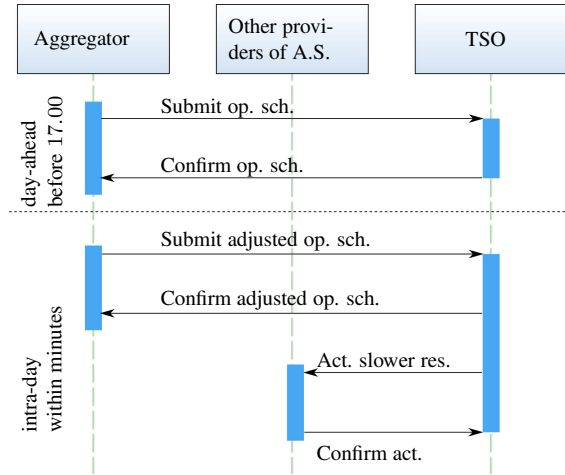 Aggregator
Other provi-
ders of A.S.
TSO
day-ahead
before 17.00
Submit op. sch.
Confirm op. sch.
intra-day
within minutes
Submit adjusted op. sch.
Confirm adjusted op. sch.
Act. slower res.
Confirm act.